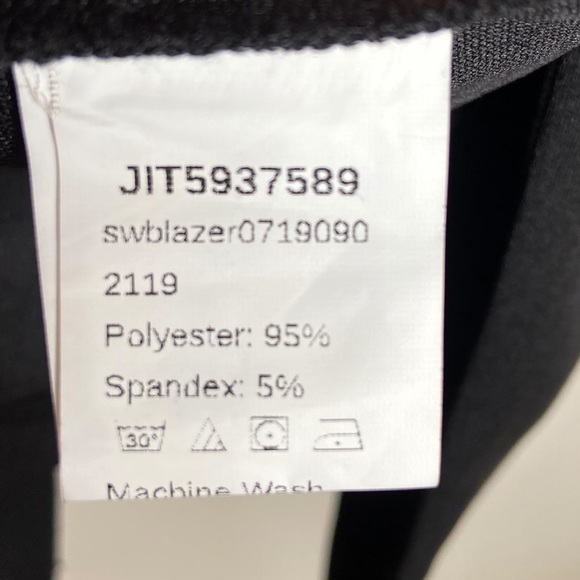 JIT5937589
swblazer0719090
2119
Polyester: 95%
Spandex: 5%
30°
Machine Wash